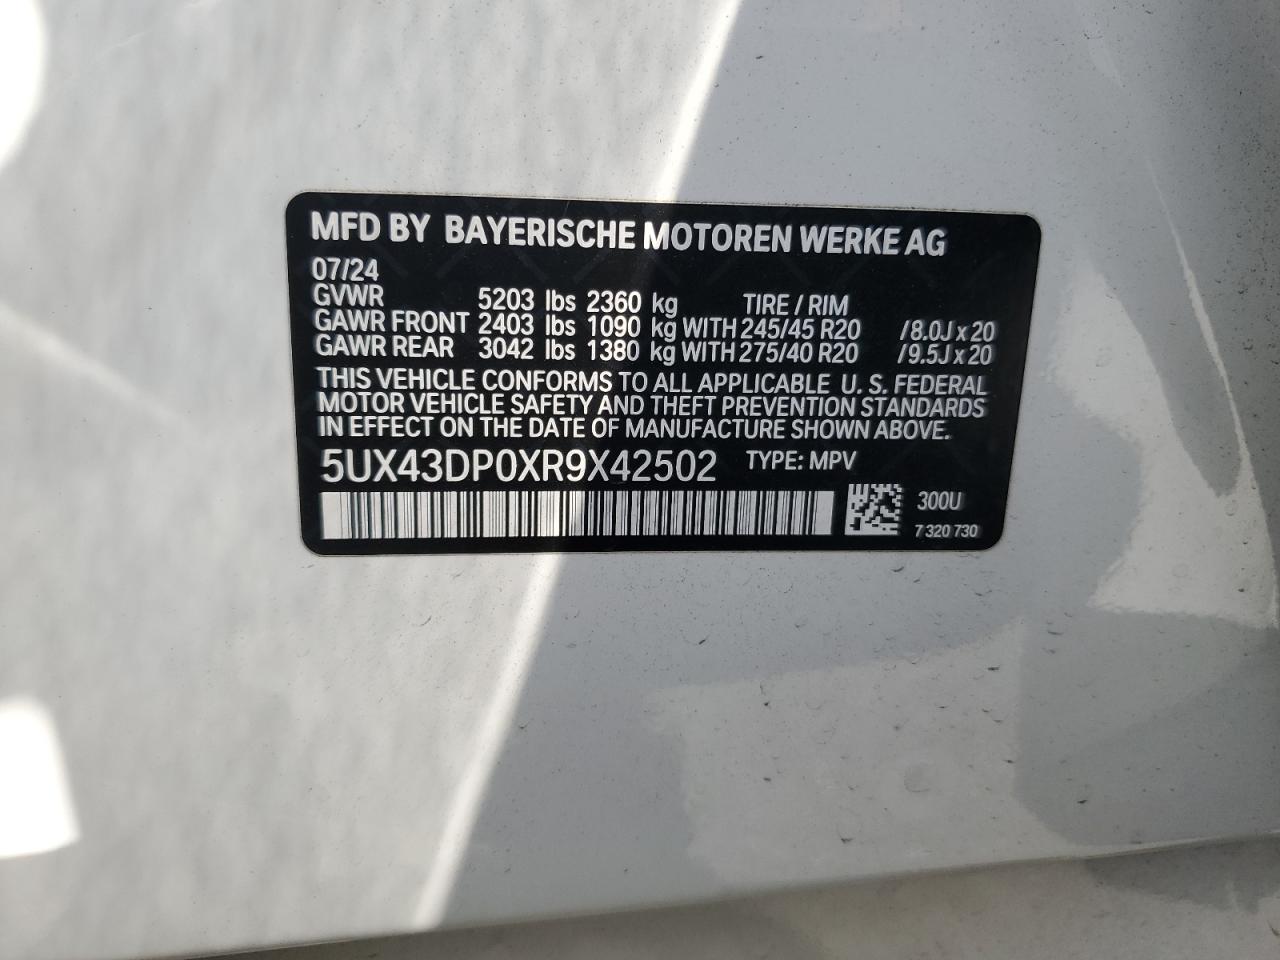 MFD BY BAYERISCHE MOTOREN WERKE AG
07/24
GVWR 5203 lbs 2360 kg TIRE / RIM
GAWR FRONT 2403 lbs 1090 kg WITH 245/45 R20 /8.0J x 20
GAWR REAR 3042 lbs 1380 kg WITH 275/40 R20 /9.5J x 20
THIS VEHICLE CONFORMS TO ALL APPLICABLE U. S. FEDERAL
MOTOR VEHICLE SAFETY AND THEFT PREVENTION STANDARDS
IN EFFECT ON THE DATE OF MANUFACTURE SHOWN ABOVE.
5UX43DP0XR9X42502 TYPE: MPV
300U
7 320 730